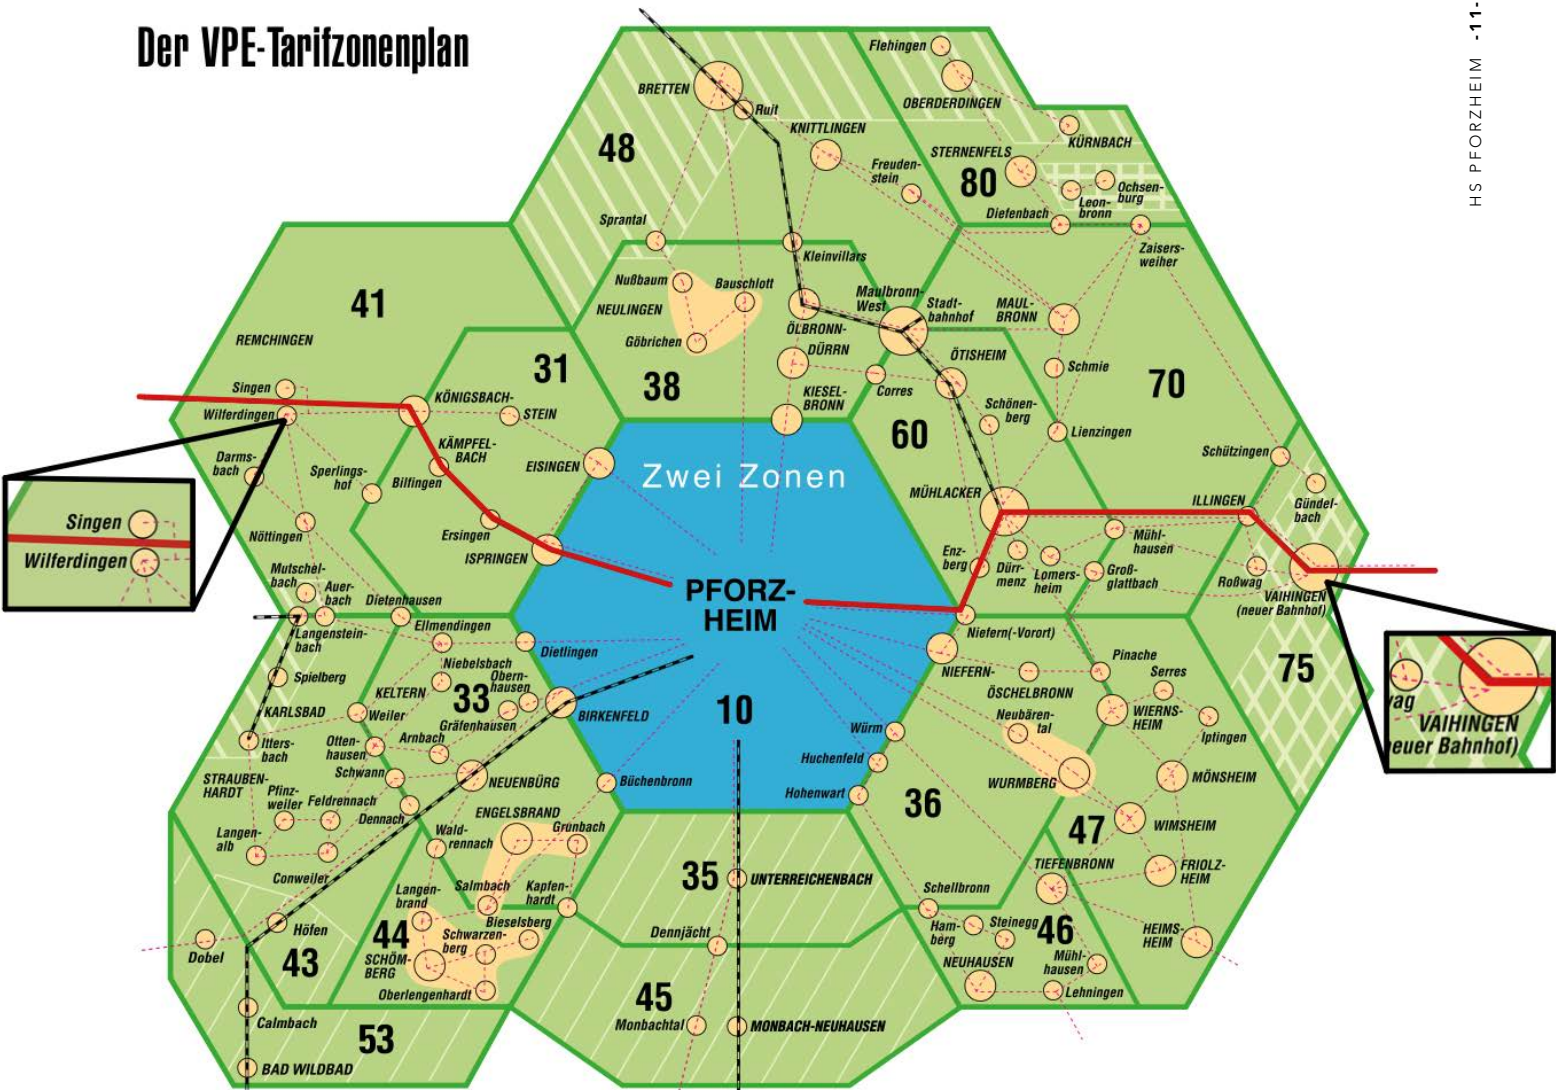 Der VPE-Tarifzonenplan
HS PFORZHEIM -11-
Flehingen
OBERDERDINGEN
BRETTEN
Ruit
KNITTLINGEN
KÜRNBACH
48
STERNENFELS
Freuden-
stein
80
Ochsen-
burg
Leon-
bronn
Diefenbach
Sprantal
Zaisers-
weiher
Kleinvillars
Nußbaum
Bauschlott
NEULINGEN
Göbrichen
Maulbronn-
West
Stadt-
bahnhof
MAUL-
BRONN
41
REMCHINGEN
ÖLBRONN-
DÜRRN
ÖTISHEIM
31
38
Schmie
70
Singen
Wilferdingen
KÖNIGSBACH-
STEIN
KIESEL-
BRONN
Corres
Schönen-
berg
60
Lienzingen
KÄMPFEL-
BACH
Bilfingen
EISINGEN
Darms-
bach
Sperlings-
hof
Zwei Zonen
Schützingen
MÜHLACKER
ILLINGEN
Gündel-
bach
Singen
Wilferdingen
Nöttingen
Ersingen
ISPRINGEN
Enz-
berg
Dürr-
menz
Lomers-
heim
Mühl-
hausen
Groß-
glattbach
Roßwag
VAIHINGEN
(neuer Bahnhof)
Mutschel-
bach
Auer-
bach
Dietenhausen
PFORZ-
HEIM
Langenstein-
bach
Ellmendingen
Dietlingen
Niefern(-Vorort)
Spielberg
Niebelsbach
Obern-
hausen
KELTERN
33
NIEFERN-
ÖSCHELBRONN
Pinache
Serres
75
KARLSBAD
Weiler
Gräfenhausen
BIRKENFELD
10
Neubären-
tal
WIERNS-
HEIM
Iptingen
wag
VAIHINGEN
euer Bahnhof)
Itters-
bach
Otten-
hausen
Arnbach
Würm
Huchenfeld
STRAUBEN-
HARDT
Schwann
NEUENBÜRG
Büchenbronn
Hohenwart
WURMBERG
MÖNSHEIM
Pfinz-
weiler
Feldrennach
Dennach
ENGELSBRAND
Grunbach
36
47
WIMSHEIM
Langen-
alb
Wald-
rennach
Conweiler
Salmbach
Kapfen-
hardt
35
UNTERREICHENBACH
Schellbronn
TIEFENBRONN
FRIOLZ-
HEIM
Langen-
brand
Bieselsberg
Höfen
44
Schwarzen-
berg
Dennjächt
Ham-
berg
Steinegg
46
HEIMS-
HEIM
Dobel
43
SCHÖM-
BERG
Oberlengenhardt
NEUHAUSEN
Mühl-
hausen
Lehningen
45
Calmbach
53
Monbachtal
MONBACH-NEUHAUSEN
BAD WILDBAD